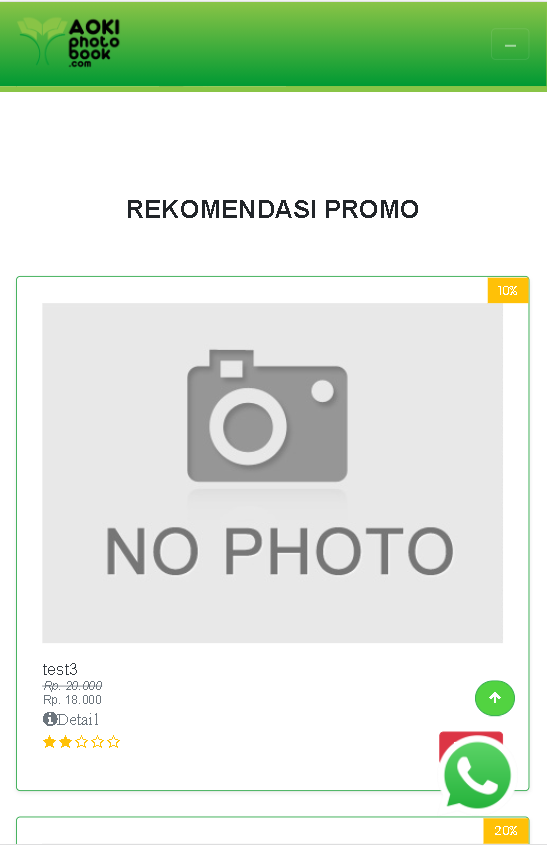 AOKI
photo
book
.com
REKOMENDASI PROMO
10%
NO PHOTO
test3
Rp. 20.000
Rp. 18.000
Detail
20%